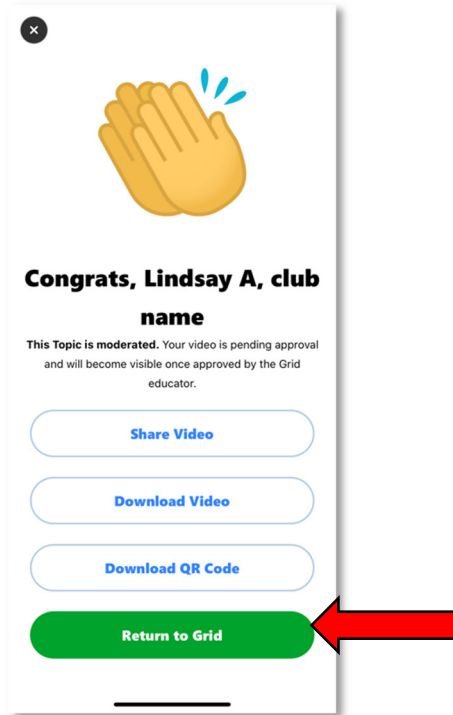 Congrats, Lindsay A, club
name
This Topic is moderated. Your video is pending approval
and will become visible once approved by the Grid
educator.
Share Video
Download Video
Download QR Code
Return to Grid